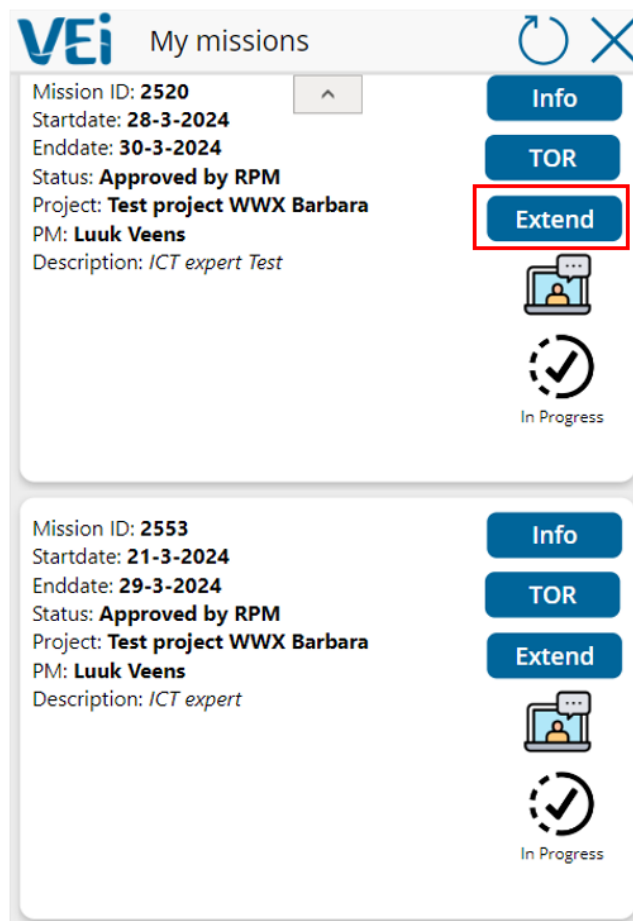 VEi My missions
Mission ID: 2520
Startdate: 28-3-2024
Enddate: 30-3-2024
Status: Approved by RPM
Project: Test project WWX Barbara
PM: Luuk Veens
Description: ICT expert Test
Info
TOR
Extend
In Progress
Mission ID: 2553
Startdate: 21-3-2024
Enddate: 29-3-2024
Status: Approved by RPM
Project: Test project WWX Barbara
PM: Luuk Veens
Description: ICT expert
Info
TOR
Extend
In Progress